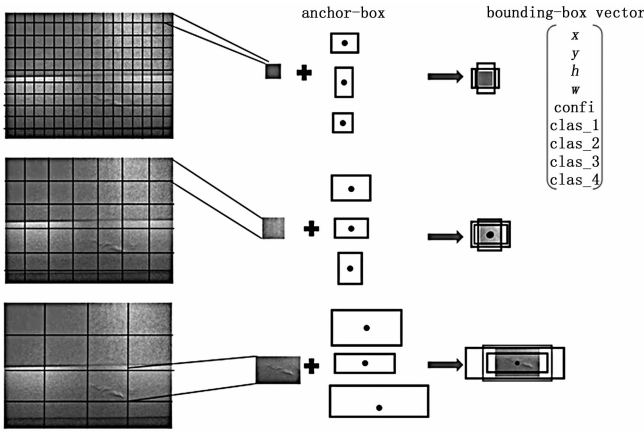 anchor-box
bounding-box vector
x
y
h
w
confi
clas_1
clas_2
clas_3
clas_4